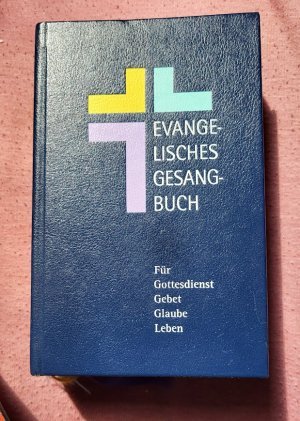 EVANGE-
LISCHES
GESANG-
BUCH
Für
Gottesdienst
Gebet
Glaube
Leben